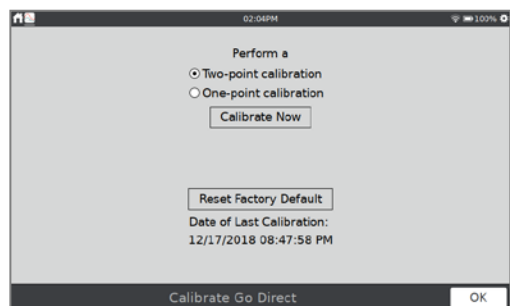 02:04PM
100%
Perform a
Two-point calibration
One-point calibration
Calibrate Now
Reset Factory Default
Date of Last Calibration:
12/17/2018 08:47:58 PM
Calibrate Go Direct
OK